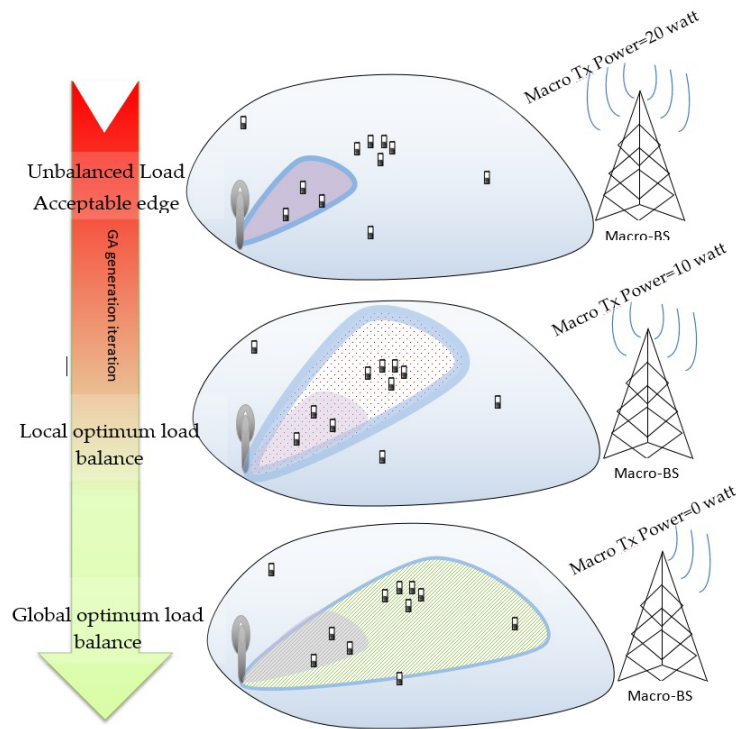 Macro Tx Power=20 watt
Unbalanced Load
Acceptable edge
Macro-BS
GA generation iteration
Macro Tx Power=10 watt
Local optimum load
balance
Macro-BS
Macro Tx Power=0 watt
Global optimum load
balance
Macro-BS